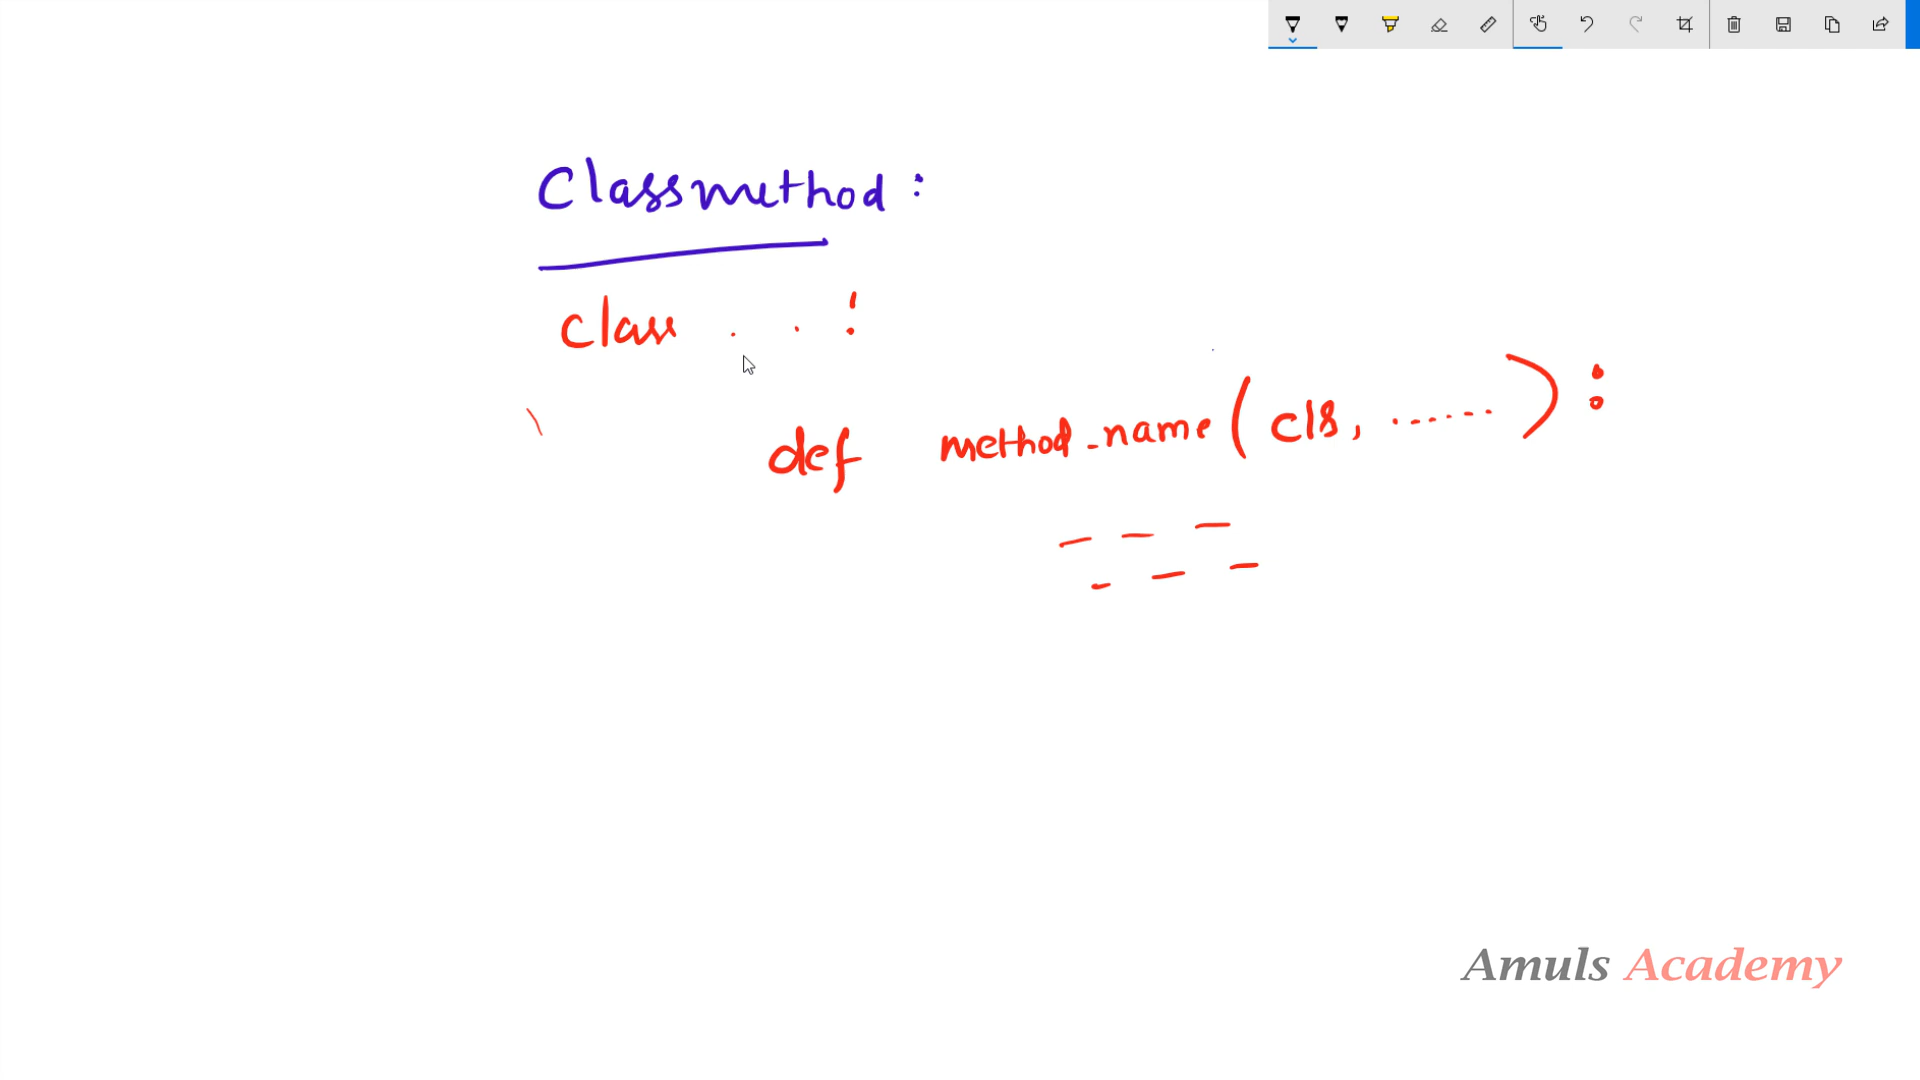 Classmethod :
class . . :
def method_name(cls, ......) :
Amuls Academy